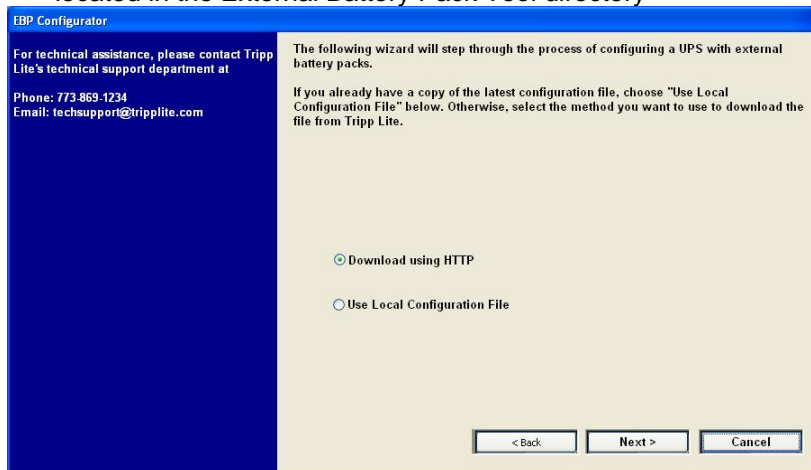 located in the External Battery Pack Tool directory
EBP Configurator
For technical assistance, please contact Tripp
Lite's technical support department at
Phone: 773-869-1234
Email: techsupport@tripplite.com
The following wizard will step through the process of configuring a UPS with external
battery packs.
If you already have a copy of the latest configuration file, choose "Use Local
Configuration File" below. Otherwise, select the method you want to use to download the
file from Tripp Lite.
Download using HTTP
Use Local Configuration File
< Back
Next >
Cancel